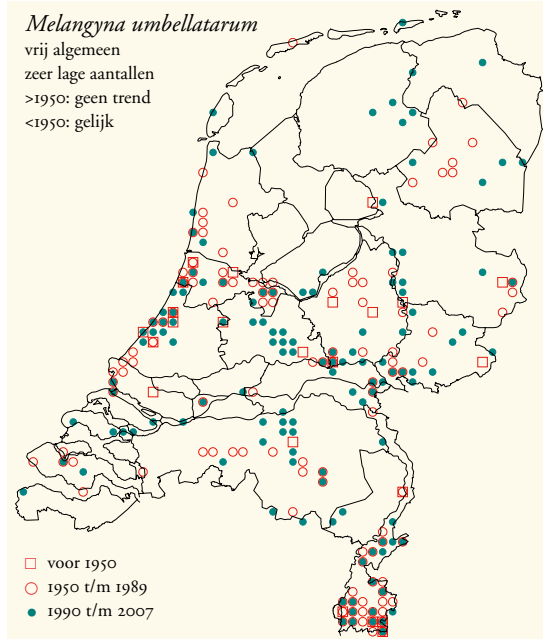 Melangyna umbellatarum
vrij algemeen
zeer lage aantallen
>1950: geen trend
<1950: gelijk
voor 1950
1950 t/m 1989
1990 t/m 2007